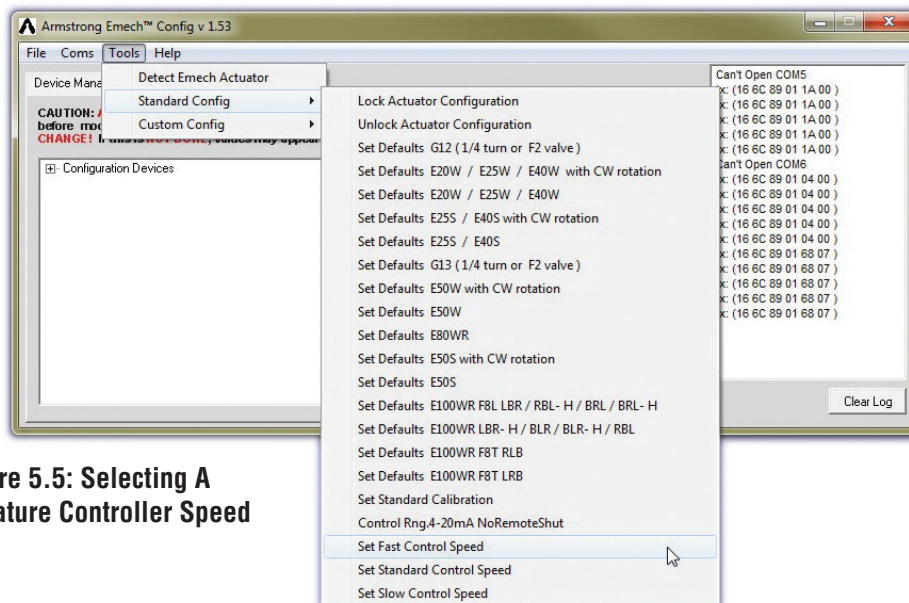 Armstrong Emech™ Config v 1.53
File Coms Tools Help
Device Mana
Detect Emech Actuator
Standard Config
Custom Config
CAUTION:
before mod
CHANGE! If this is NOT DONE, values may appear
Configuration Devices
Lock Actuator Configuration
Unlock Actuator Configuration
Set Defaults G12 ( 1/4 turn or F2 valve )
Set Defaults E20W / E25W / E40W with CW rotation
Set Defaults E20W / E25W / E40W
Set Defaults E25S / E40S with CW rotation
Set Defaults E25S / E40S
Set Defaults G13 ( 1/4 turn or F2 valve )
Set Defaults E50W with CW rotation
Set Defaults E50W
Set Defaults E80WR
Set Defaults E50S with CW rotation
Set Defaults E50S
Set Defaults E100WR F8L LBR / RBL- H / BRL / BRL- H
Set Defaults E100WR LBR- H / BLR / BLR- H / RBL
Set Defaults E100WR F8T RLB
Set Defaults E100WR F8T LRB
Set Standard Calibration
Control Rng.4-20mA NoRemoteShut
Set Fast Control Speed
Set Standard Control Speed
Set Slow Control Speed
Can't Open COM5
x: (16 6C 89 01 1A 00 )
x: (16 6C 89 01 1A 00 )
x: (16 6C 89 01 1A 00 )
x: (16 6C 89 01 1A 00 )
x: (16 6C 89 01 1A 00 )
Can't Open COM6
x: (16 6C 89 01 04 00 )
x: (16 6C 89 01 04 00 )
x: (16 6C 89 01 04 00 )
x: (16 6C 89 01 04 00 )
x: (16 6C 89 01 04 00 )
x: (16 6C 89 01 68 07 )
x: (16 6C 89 01 68 07 )
x: (16 6C 89 01 68 07 )
x: (16 6C 89 01 68 07 )
x: (16 6C 89 01 68 07 )
Clear Log
re 5.5: Selecting A
ature Controller Speed